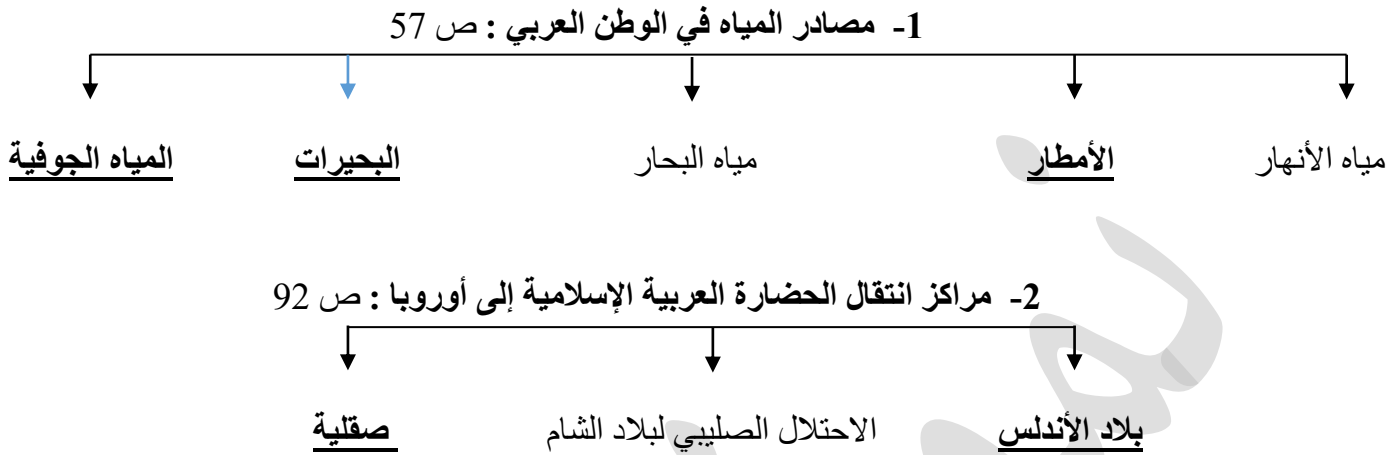 1- مصادر المياه في الوطن العربي : ص 57
مياه الأنهار الأمطار مياه البحار البحيرات المياه الجوفية
2- مراكز انتقال الحضارة العربية الإسلامية إلى أوروبا : ص 92
بلاد الأندلس الاحتلال الصليبي لبلاد الشام صقلية